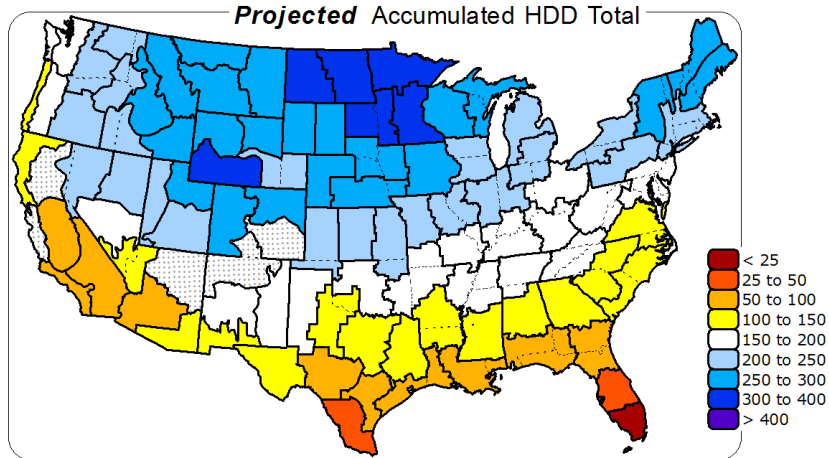 Projected Accumulated HDD Total
< 25
25 to 50
50 to 100
100 to 150
150 to 200
200 to 250
250 to 300
300 to 400
> 400